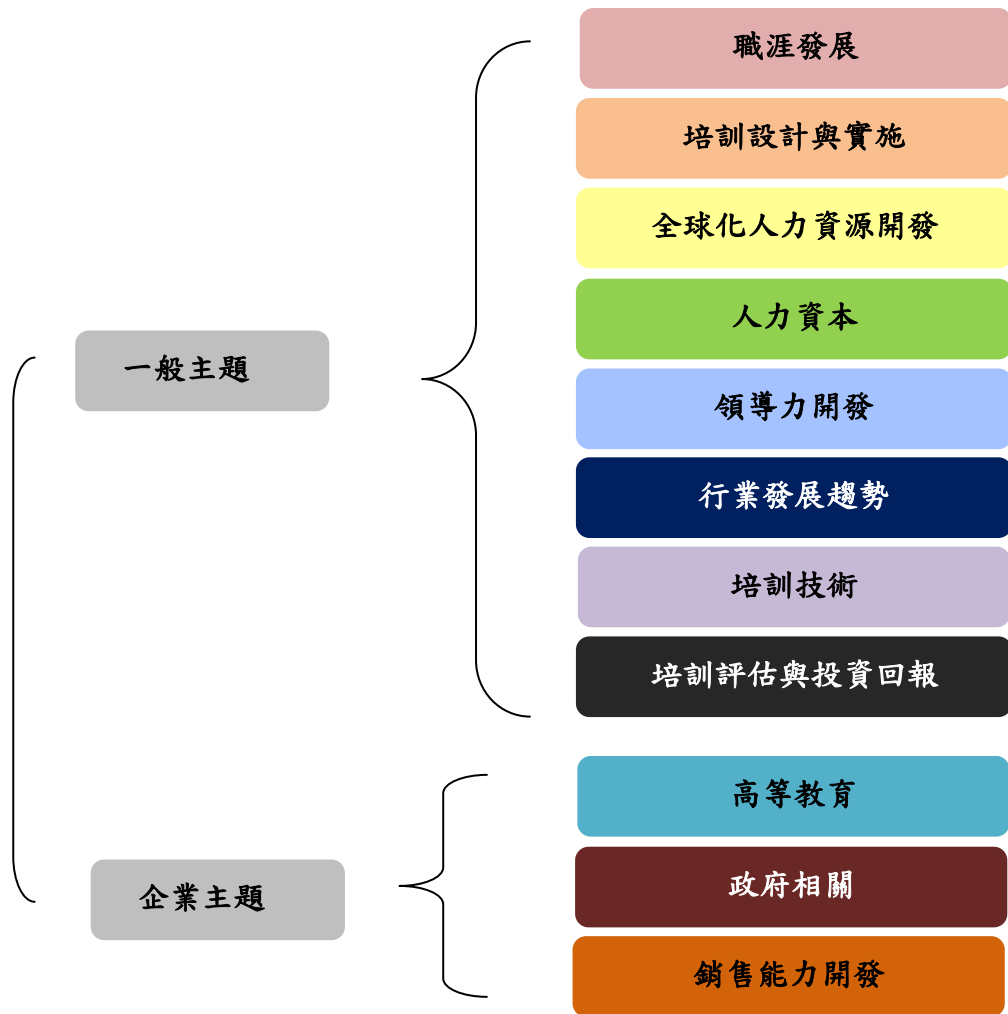 一般主題
職涯發展
培訓設計與實施
全球化人力資源開發
人力資本
領導力開發
行業發展趨勢
培訓技術
培訓評估與投資回報
企業主題
高等教育
政府相關
銷售能力開發